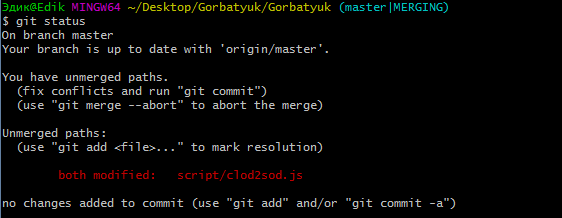 Эдик@Edik MINGW64 ~/Desktop/Gorbatyuk/Gorbatyuk (master|MERGING)
$ git status
On branch master
Your branch is up to date with 'origin/master'.
You have unmerged paths.
(fix conflicts and run "git commit")
(use "git merge --abort" to abort the merge)
Unmerged paths:
(use "git add <file>..." to mark resolution)
both modified:   script/clod2sod.js
no changes added to commit (use "git add" and/or "git commit -a")